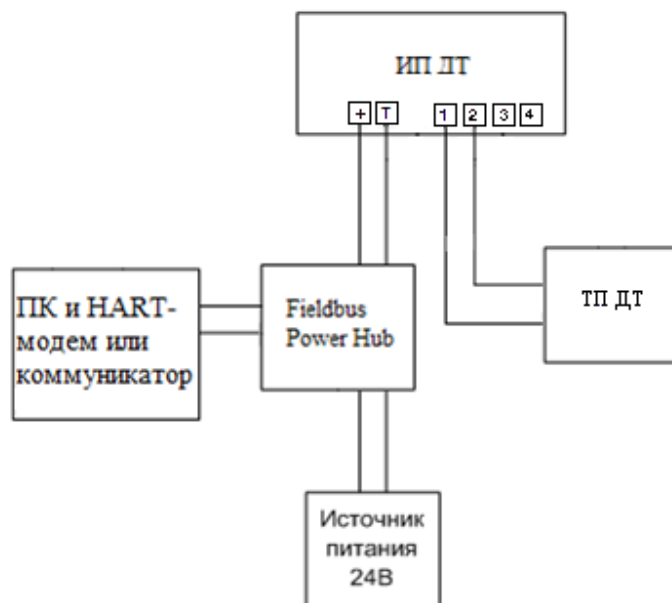 ИП ДТ
+ T 1 2 3 4
ТП ДТ
ПК и HART-
модем или
коммуникатор
Fieldbus
Power Hub
Источник
питания
24В